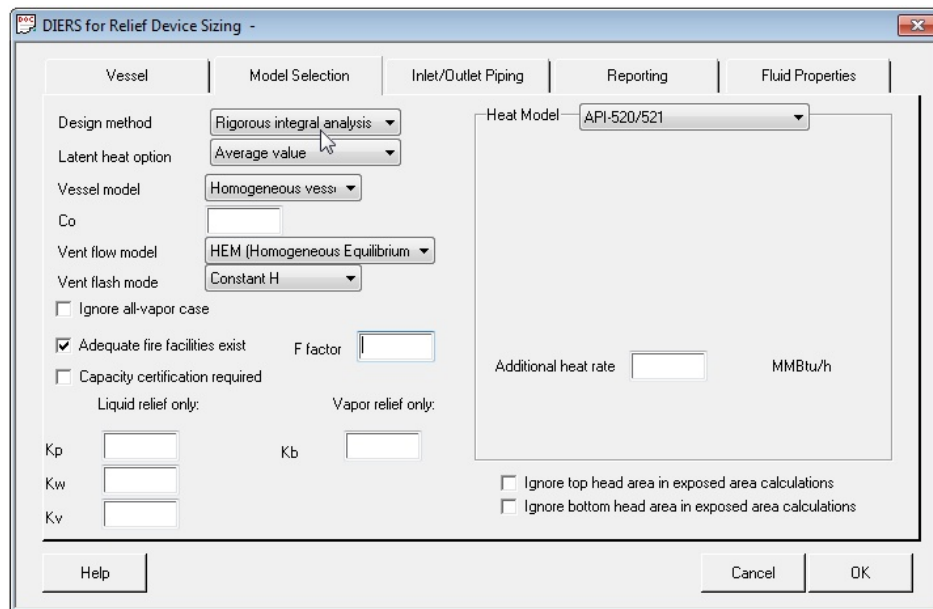 DIERS for Relief Device Sizing -
Vessel
Model Selection
Inlet/Outlet Piping
Reporting
Fluid Properties
Design method
Rigorous integral analysis
Latent heat option
Average value
Vessel model
Homogeneous vess
Co
Vent flow model
HEM (Homogeneous Equilibrium
Vent flash mode
Constant H
Ignore all-vapor case
Adequate fire facilities exist
F factor
Capacity certification required
Liquid relief only:
Vapor relief only:
Kp
Kb
Kw
Kv
Heat Model
API-520/521
Additional heat rate
MMBtu/h
Ignore top head area in exposed area calculations
Ignore bottom head area in exposed area calculations
Help
Cancel
OK